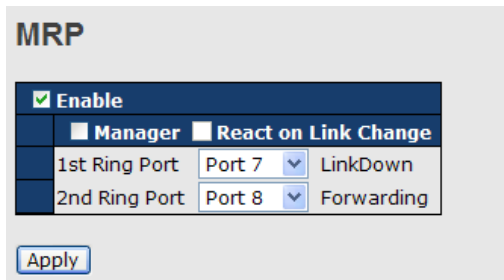 MRP
Enable
Manager React on Link Change
1st Ring Port Port 7 LinkDown
2nd Ring Port Port 8 Forwarding
Apply